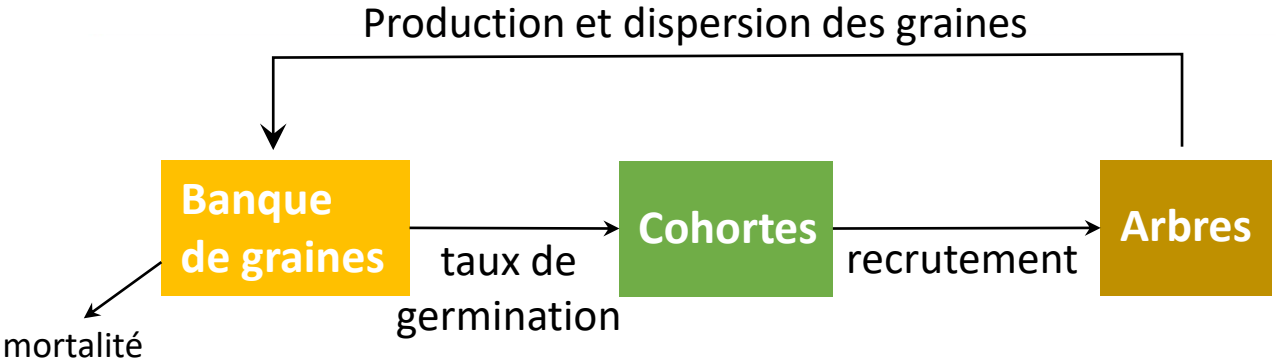 Production et dispersion des graines
Banque
de graines
taux de
germination
Cohortes
recrutement
Arbres
mortalité